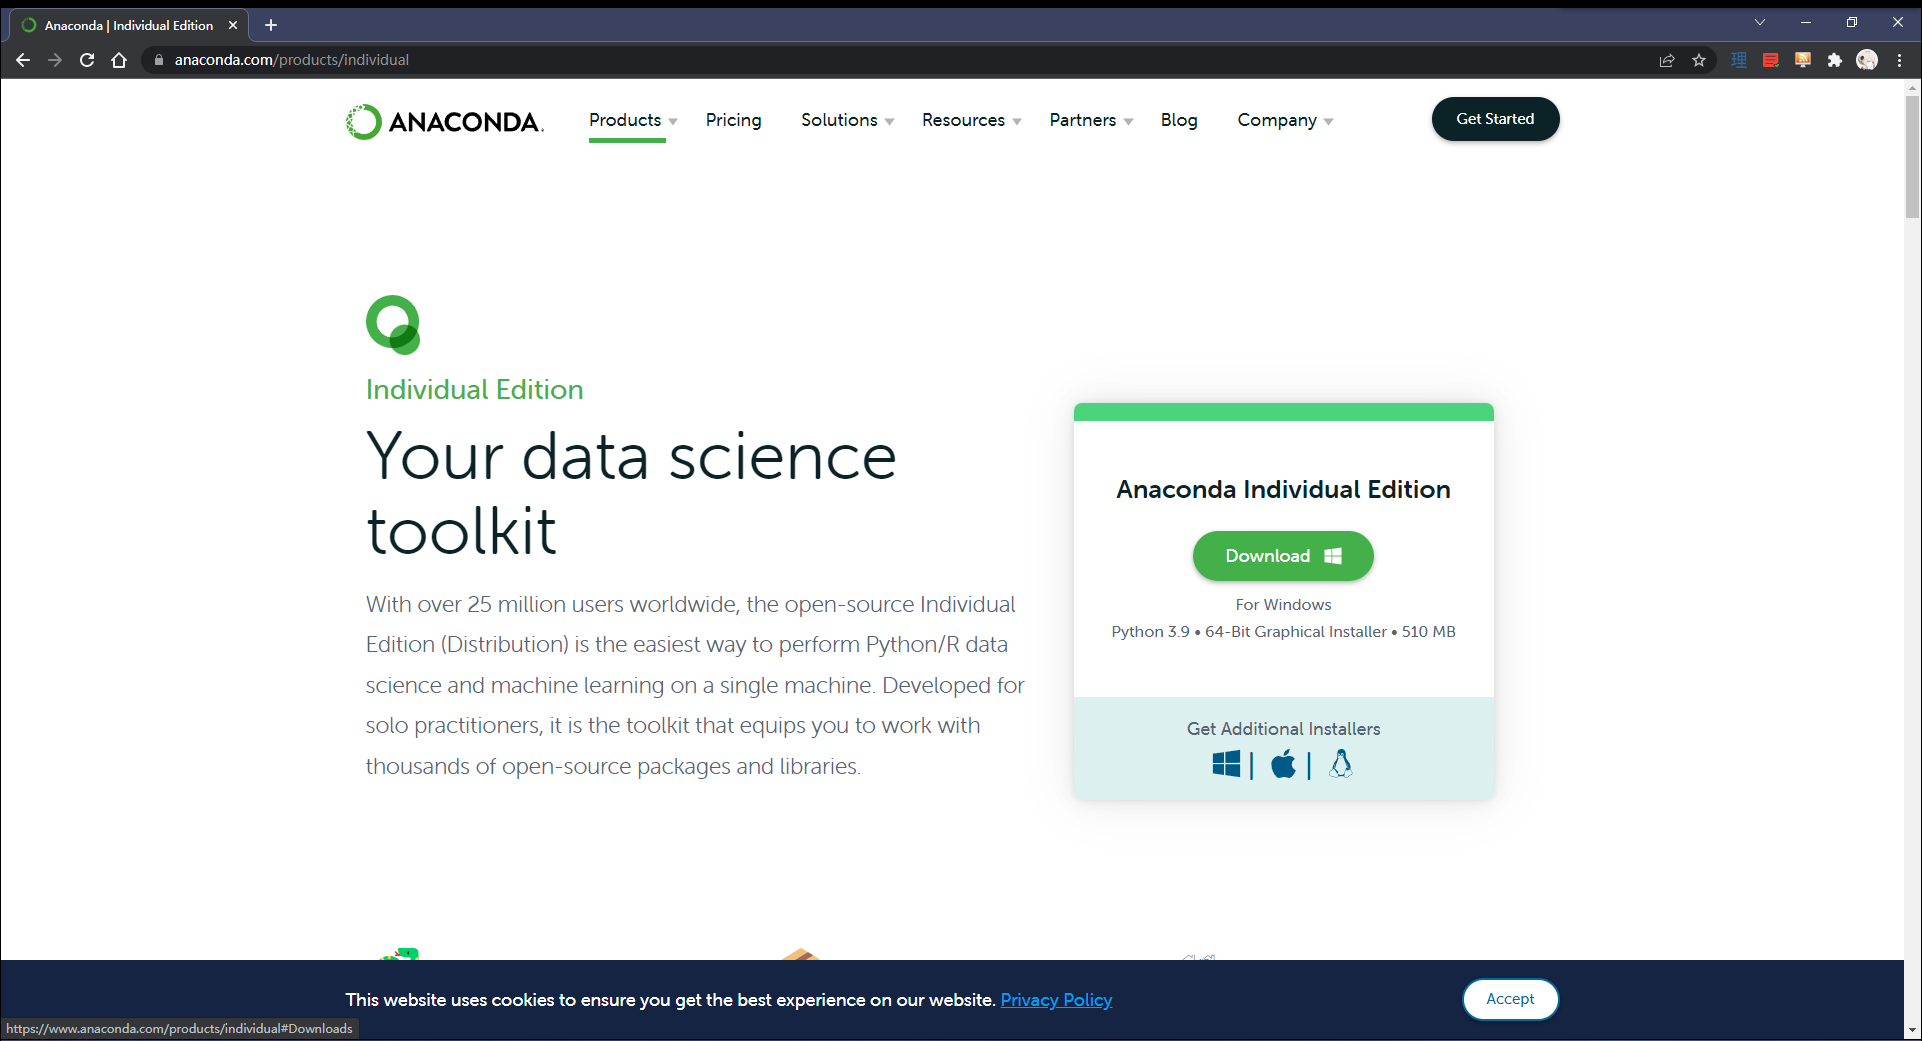 Anaconda | Individual Edition
anaconda.com/products/individual
理
ANACONDA.
Products
Pricing
Solutions
Resources
Partners
Blog
Company
Get Started
Individual Edition
Your data science
toolkit
With over 25 million users worldwide, the open-source Individual
Edition (Distribution) is the easiest way to perform Python/R data
science and machine learning on a single machine. Developed for
solo practitioners, it is the toolkit that equips you to work with
thousands of open-source packages and libraries.
Anaconda Individual Edition
Download
For Windows
Python 3.9 • 64-Bit Graphical Installer • 510 MB
Get Additional Installers
| |
This website uses cookies to ensure you get the best experience on our website. Privacy Policy
Accept
https://www.anaconda.com/products/individual#Downloads